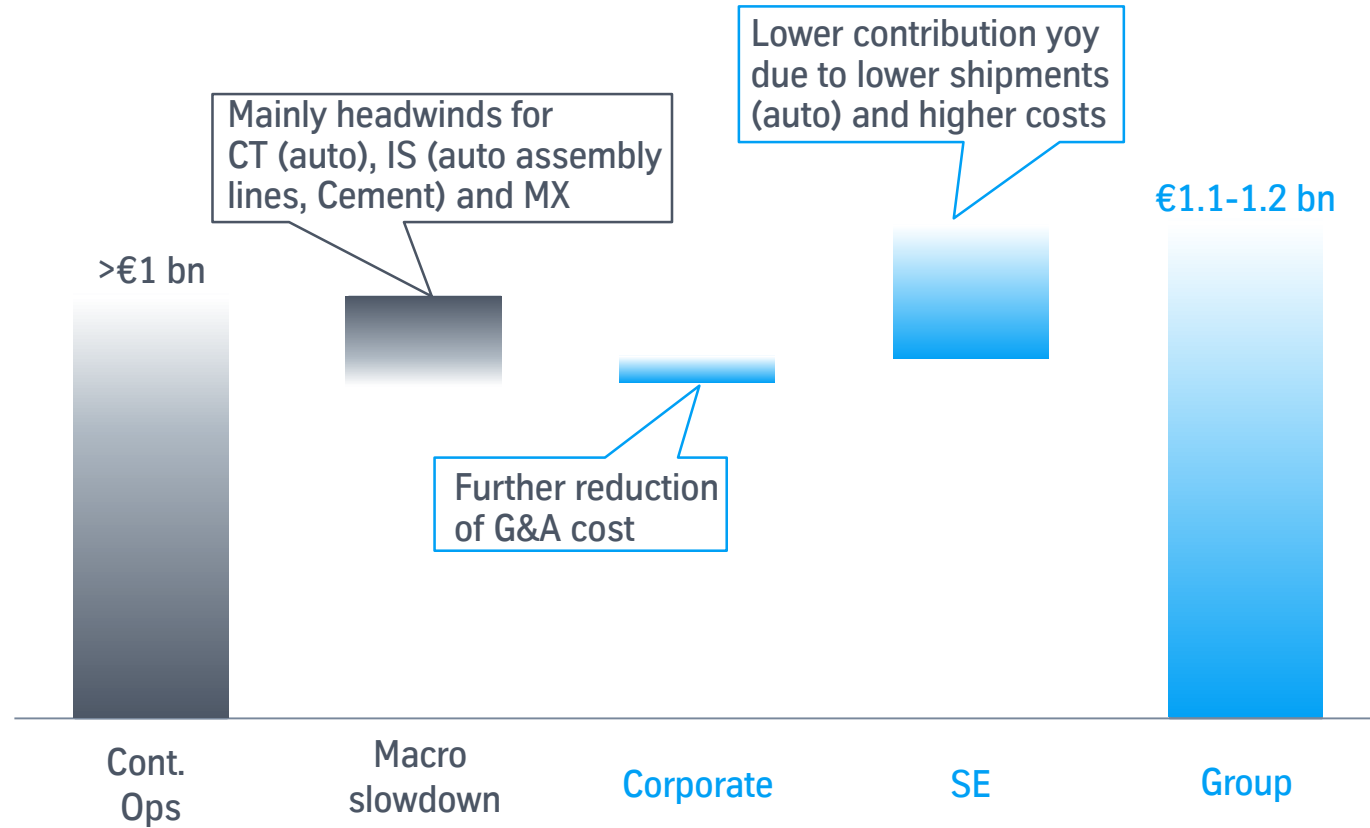 Lower contribution yoy
due to lower shipments
(auto) and higher costs
Mainly headwinds for
CT (auto), IS (auto assembly
lines, Cement) and MX
€1.1-1.2 bn
>€1 bn
Further reduction
of G&A cost
Cont.
Ops
Macro
slowdown
Corporate
SE
Group